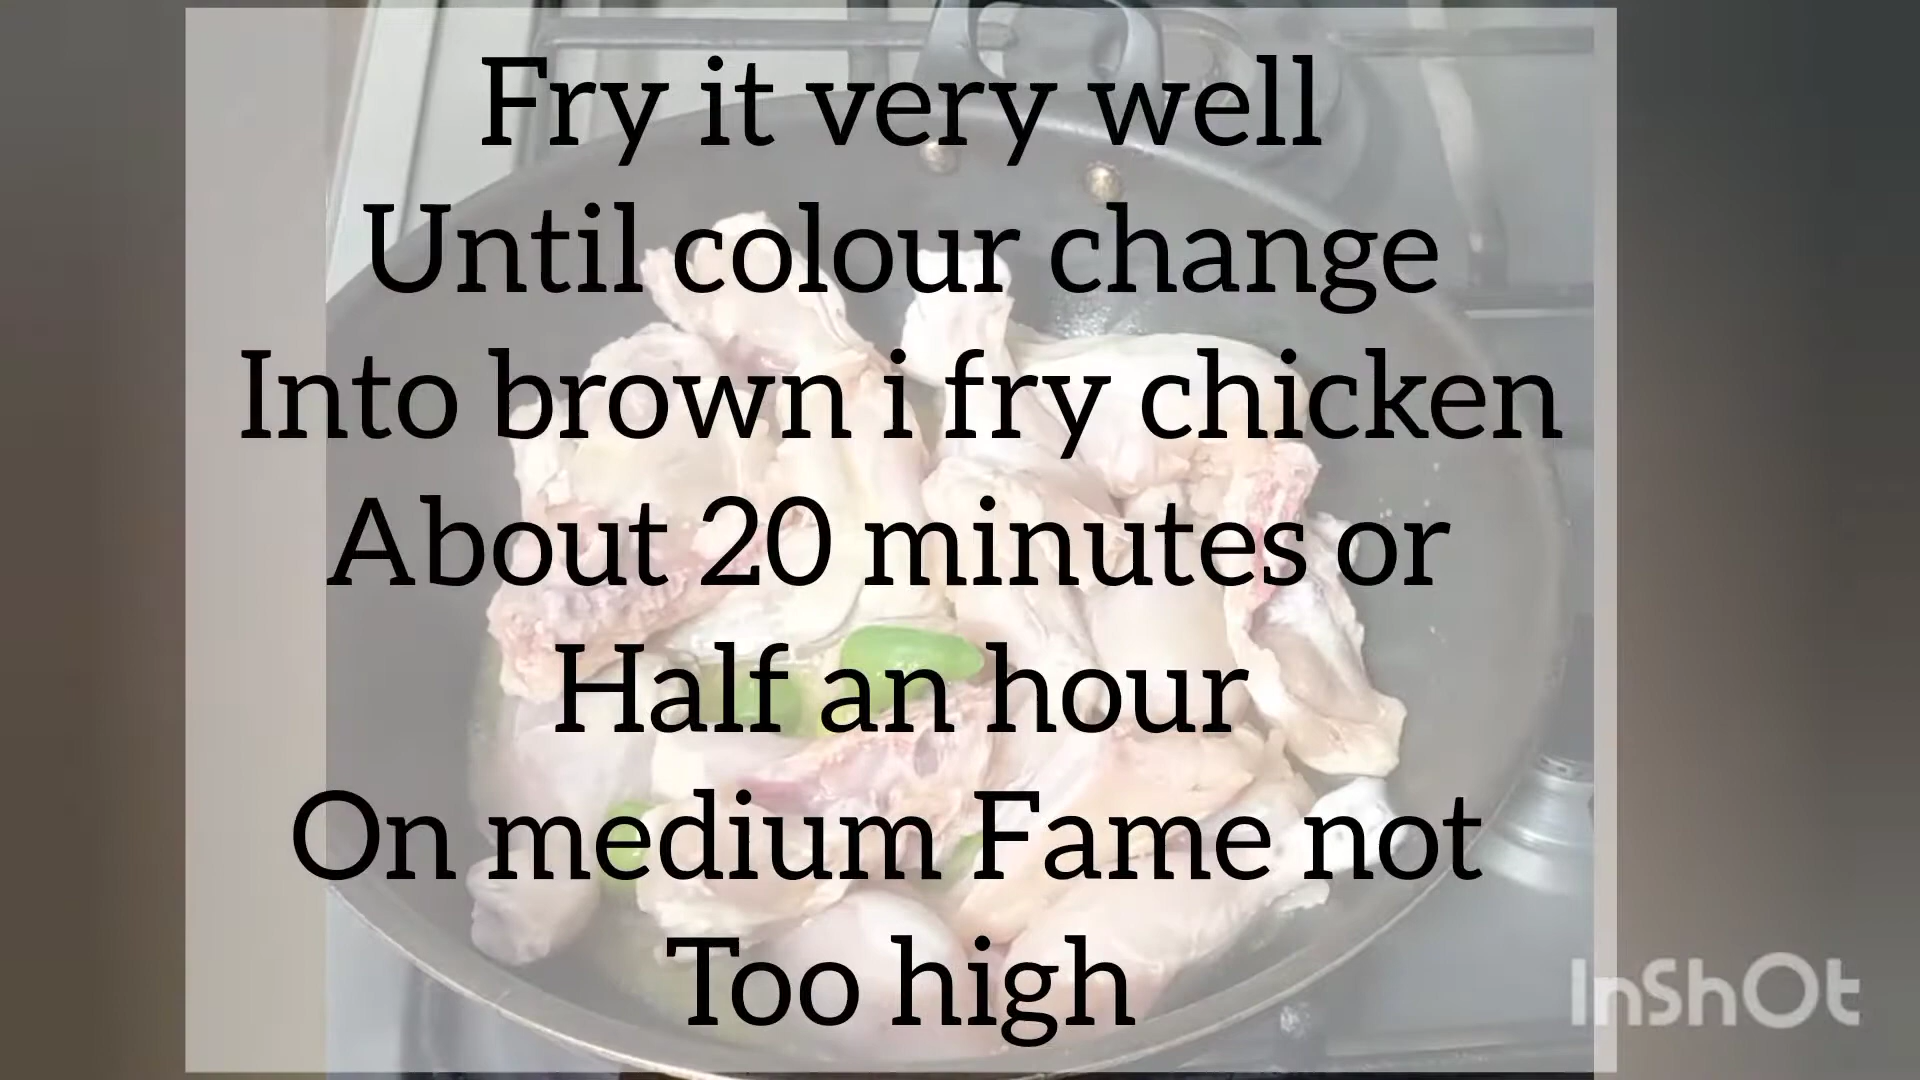 Fry it very well
Until colour change
Into brown i fry chicken
About 20 minutes or
Half an hour
On medium Fame not
Too high
InShOt